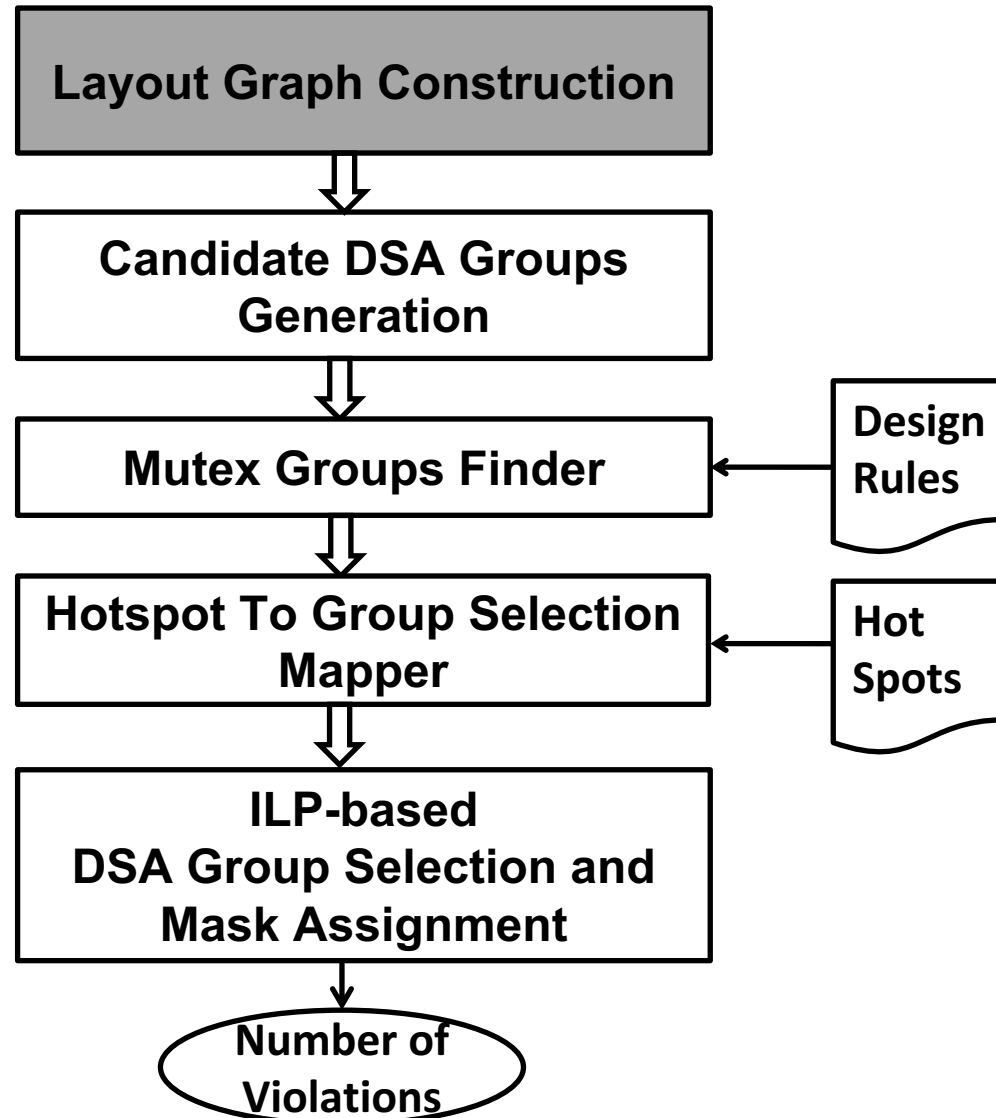 Layout Graph Construction
Candidate DSA Groups
Generation
Mutex Groups Finder
Design
Rules
Hotspot To Group Selection
Mapper
Hot
Spots
ILP-based
DSA Group Selection and
Mask Assignment
Number of
Violations